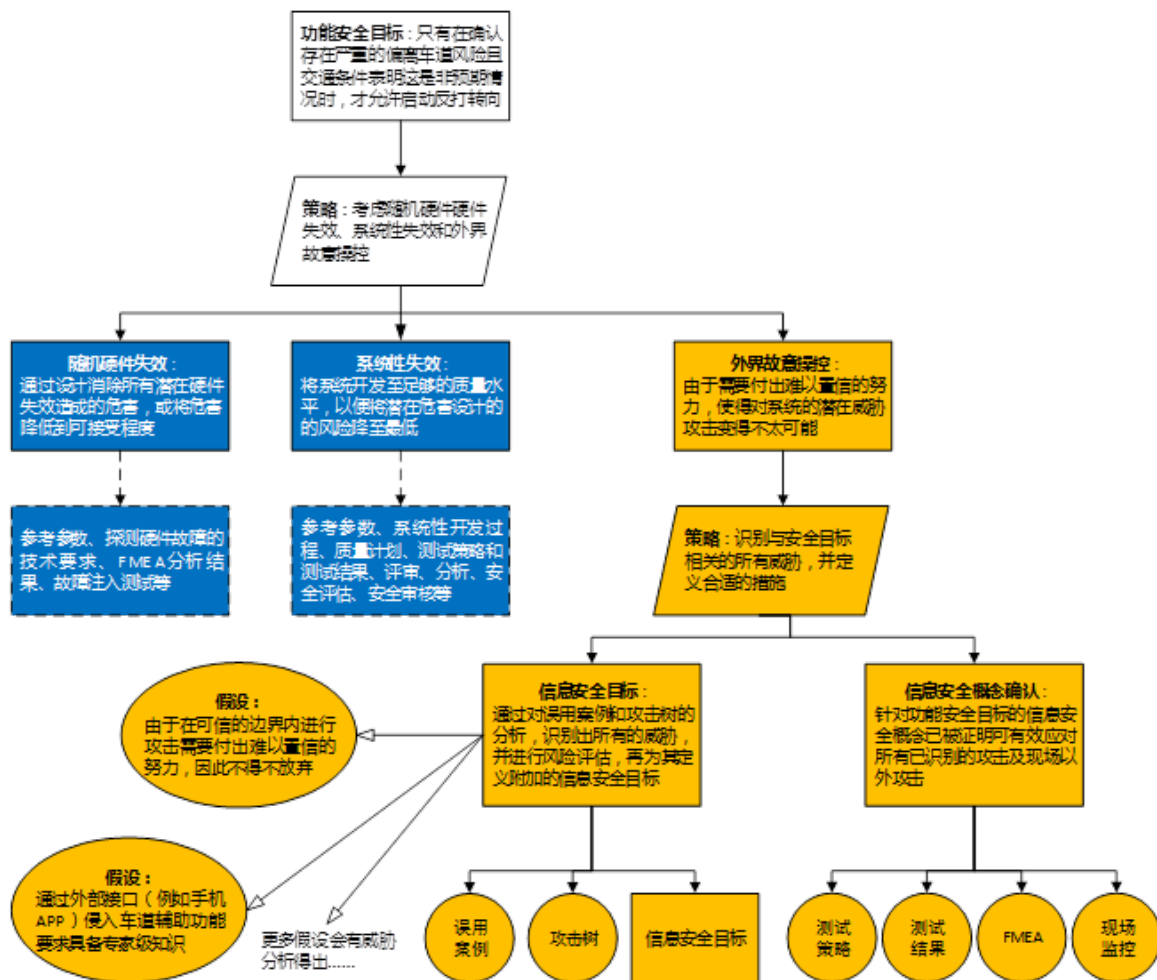 功能安全目标：只有在确认
存在严重的偏离车道风险且
交通条件表明这是非预期情
况时，才允许启动反打转向
策略：考虑随机硬件硬件
失效、系统性失效和外界
故意操控
随机硬件失效：
通过设计消除所有潜在硬件
失效造成的危害，或将危害
降低到可接受程度
系统性失效：
将系统开发至足够的质量水
平，以便将潜在危害设计的
的风险降至最低
外界故意操控：
由于需要付出难以置信的努
力，使得对系统的潜在威胁
攻击变得不太可能
参考参数、探测硬件故障的
技术要求、FMEA分析结
果、故障注入测试等
参考参数、系统性开发过
程、质量计划、测试策略和
测试结果、评审、分析、安
全评估、安全审核等
策略：识别与安全目标
相关的所有威胁，并定
义合适的措施
假设：
由于在可信的边界内进行
攻击需要付出难以置信的
努力，因此不得不放弃
信息安全目标：
通过对误用案例和攻击树的
分析，识别出所有的威胁，
并进行风险评估，再为其定
义附加的信息安全目标
信息安全概念确认：
针对功能安全目标的信息安
全概念已被证明可有效应对
所有已识别的攻击及现场以
外攻击
假设：
通过外部接口（例如手机
APP）侵入车道辅助功能
要求具备专家级知识
更多假设会有威胁
分析得出......
误用
案例
攻击树
信息安全目标
测试
策略
测试
结果
FMEA
现场
监控